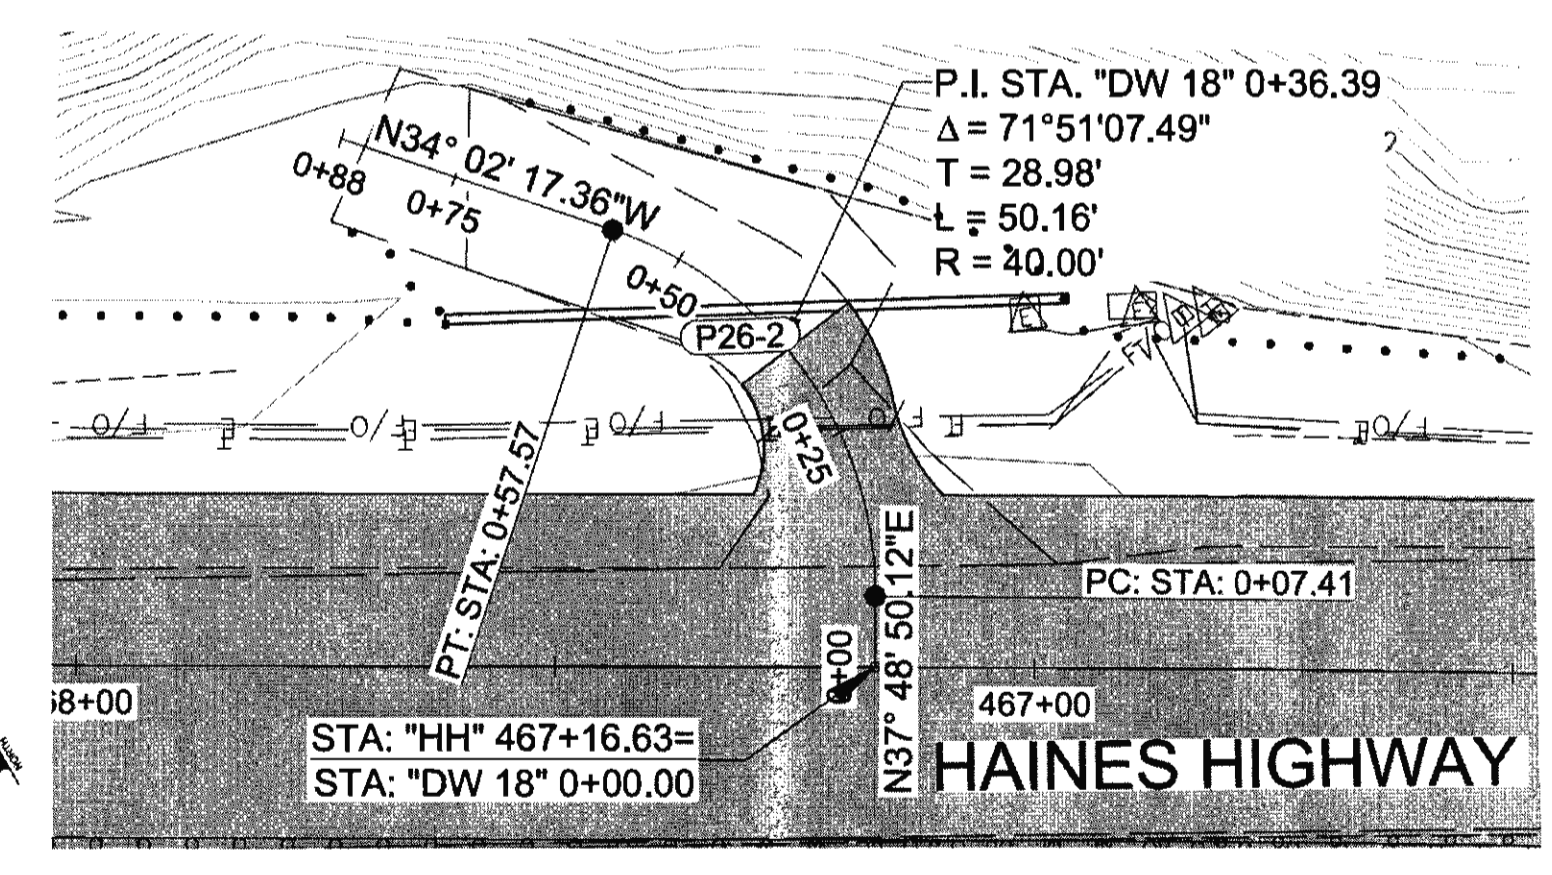 P.I. STA. "DW 18" 0+36.39
Δ = 71°51'07.49"
T = 28.98'
L = 50.16'
R = 40.00'
N34° 02' 17.36"W
0+88
0+75
0+50
P26-2
0+25
PT: STA: 0+57.57
N37° 48' 50.12"E
PC: STA: 0+07.41
0+00
68+00
467+00
STA: "HH" 467+16.63=
STA: "DW 18" 0+00.00
HAINES HIGHWAY
NORTH
E
E
FV
O/F
E
O/F
E
E
O/F
O/F
E
E
O/F